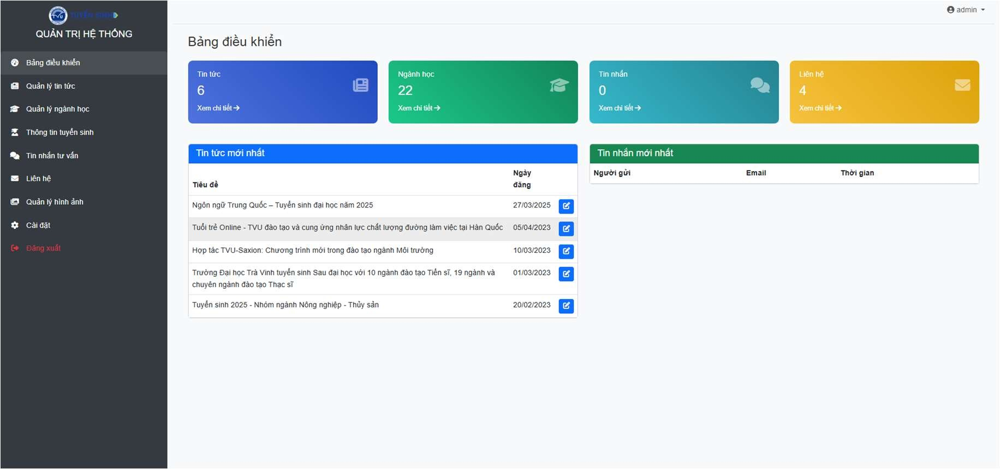 TVU TUYỂN SINH
QUẢN TRỊ HỆ THỐNG
Bảng điều khiển
Quản lý tin tức
Quản lý ngành học
Thông tin tuyển sinh
Tin nhắn tư vấn
Liên hệ
Quản lý hình ảnh
Cài đặt
Đăng xuất
admin
Bảng điều khiển
Tin tức
6
Xem chi tiết
Ngành học
22
Xem chi tiết
Tin nhắn
0
Xem chi tiết
Liên hệ
4
Xem chi tiết
Tin tức mới nhất
Tiêu đề Ngày đăng
Ngôn ngữ Trung Quốc – Tuyển sinh đại học năm 2025 27/03/2025
Tuổi trẻ Online - TVU đào tạo và cung ứng nhân lực chất lượng đường làm việc tại Hàn Quốc 05/04/2023
Hợp tác TVU-Saxion: Chương trình mới trong đào tạo ngành Môi trường 10/03/2023
Trường Đại học Trà Vinh tuyển sinh Sau đại học với 10 ngành đào tạo Tiến sĩ, 19 ngành và 01/03/2023
chuyên ngành đào tạo Thạc sĩ
Tuyển sinh 2025 - Nhóm ngành Nông nghiệp - Thủy sản 20/02/2023
Tin nhắn mới nhất
Người gửi Email Thời gian